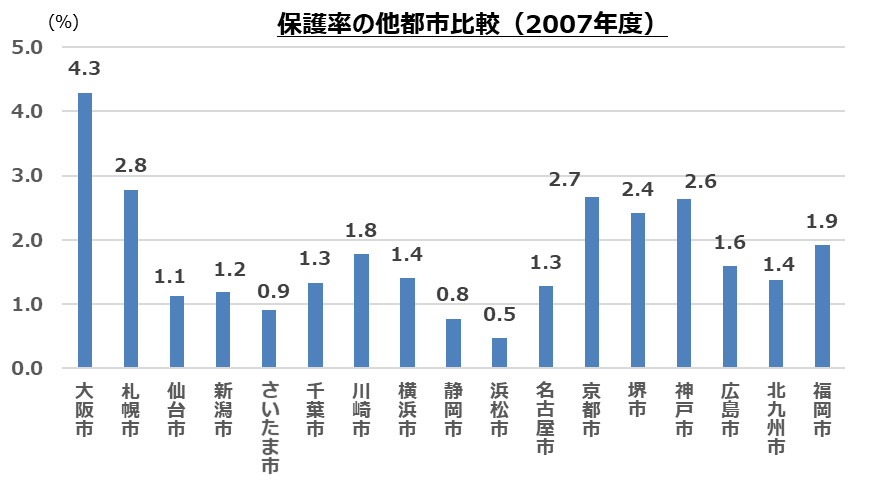 (%)
保護率の他都市比較（2007年度）
5.0
4.0
3.0
2.0
1.0
0.0
4.3
2.8
1.1
1.2
0.9
1.3
1.8
1.4
0.8
0.5
1.3
2.7
2.4
2.6
1.6
1.4
1.9
大阪市
札幌市
仙台市
新潟市
さいたま市
千葉市
川崎市
横浜市
静岡市
浜松市
名古屋市
京都市
堺市
神戸市
広島市
北九州市
福岡市